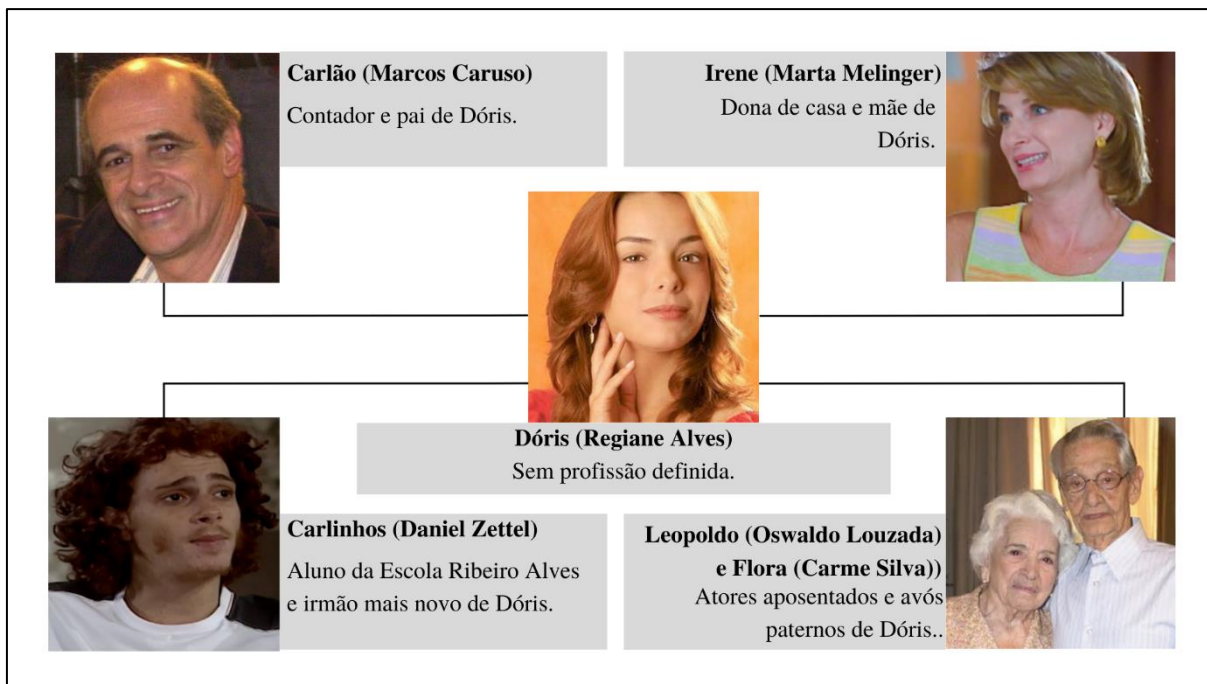 Carlão (Marcos Caruso)
Contador e pai de Dóris.
Irene (Marta Melinger)
Dona de casa e mãe de
Dóris.
Dóris (Regiane Alves)
Sem profissão definida.
Carlinhos (Daniel Zettel)
Aluno da Escola Ribeiro Alves
e irmão mais novo de Dóris.
Leopoldo (Oswaldo Louzada)
e Flora (Carme Silva))
Atores aposentados e avós
paternos de Dóris..